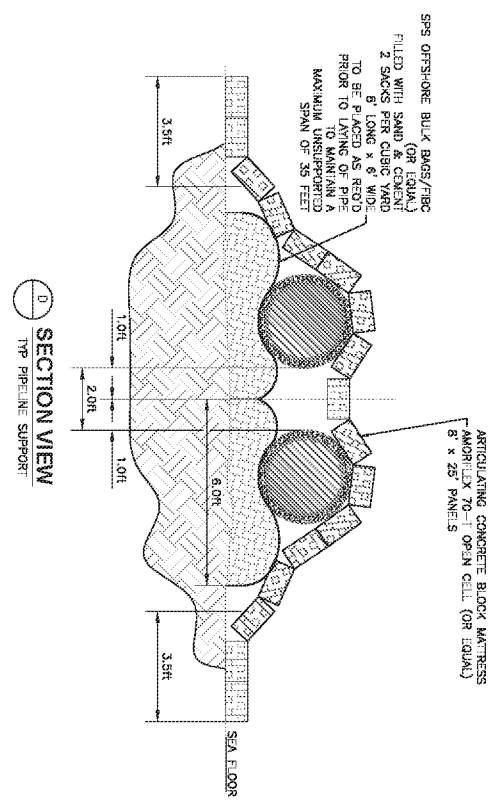 SPS OFFSHORE BULK BAGS/FIBC
(OR EQUAL)
FILLED WITH SAND & CEMENT
2 SACKS PER CUBIC YARD
6' LONG x 6' WIDE
TO BE PLACED AS REQ'D
PRIOR TO LAYING OF PIPE
TO MAINTAIN A
MAXIMUM UNSUPPORTED
SPAN OF 35 FEET
ARTICULATING CONCRETE BLOCK MATTRESS
AMORFLEX 70-T OPEN CELL (OR EQUAL)
8' x 25' PANELS
SEA FLOOR
3.5ft
1.0ft
2.0ft
1.0ft
6.0ft
3.5ft
D
SECTION VIEW
TYP PIPELINE SUPPORT